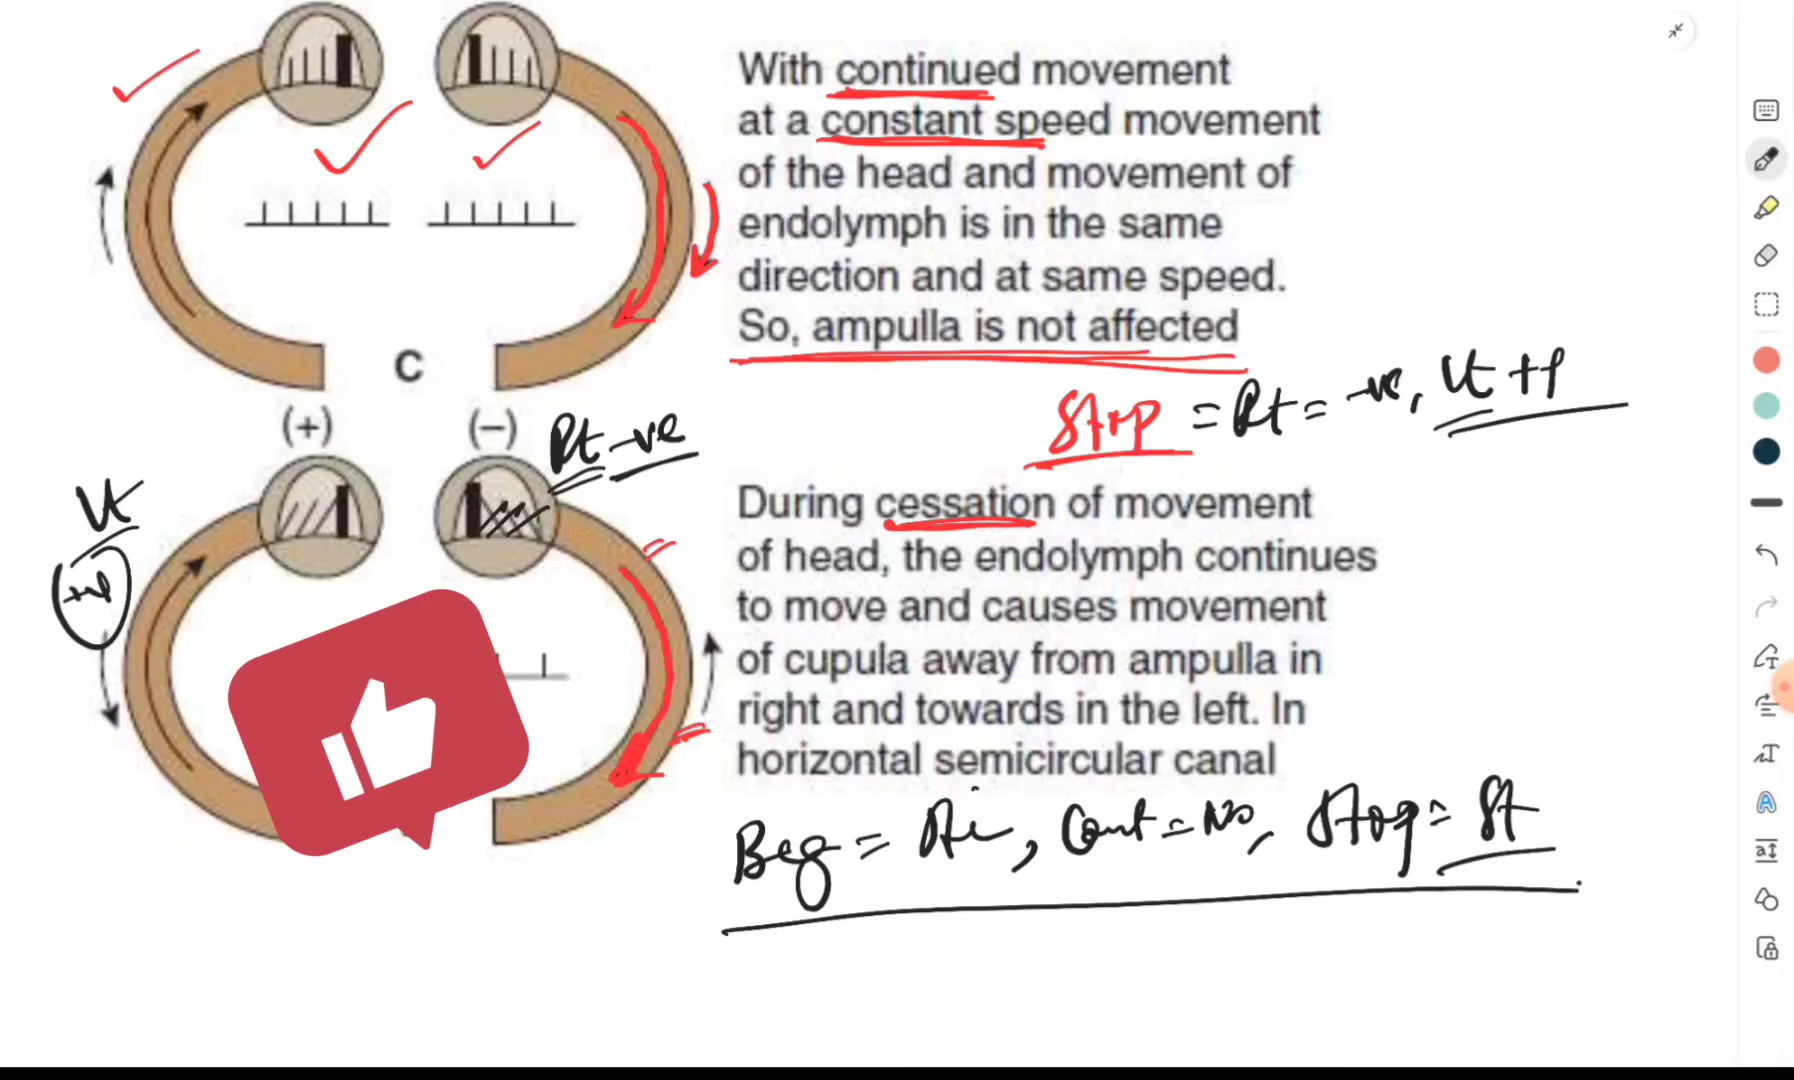 With continued movement
at a constant speed movement
of the head and movement of
endolymph is in the same
direction and at same speed.
So, ampulla is not affected
C
(+) (−)
Stop = Rt = -ve, Lt +ve
Rt -ve
Lt
+ve
During cessation of movement
of head, the endolymph continues
to move and causes movement
of cupula away from ampulla in
right and towards in the left. In
horizontal semicircular canal
Beg = , Cont = No, Stop = St